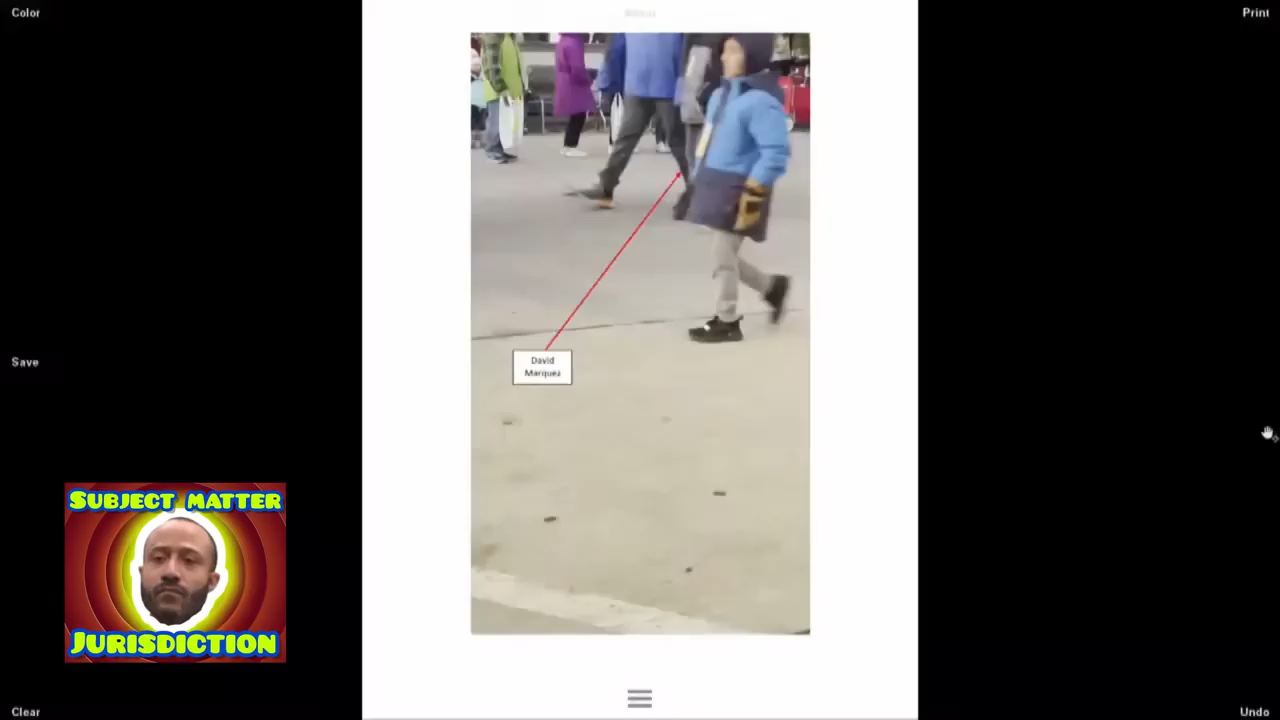 Color
Print
David
Marquez
Save
SUBJECT MATTER
JURISDICTION
Clear
Undo